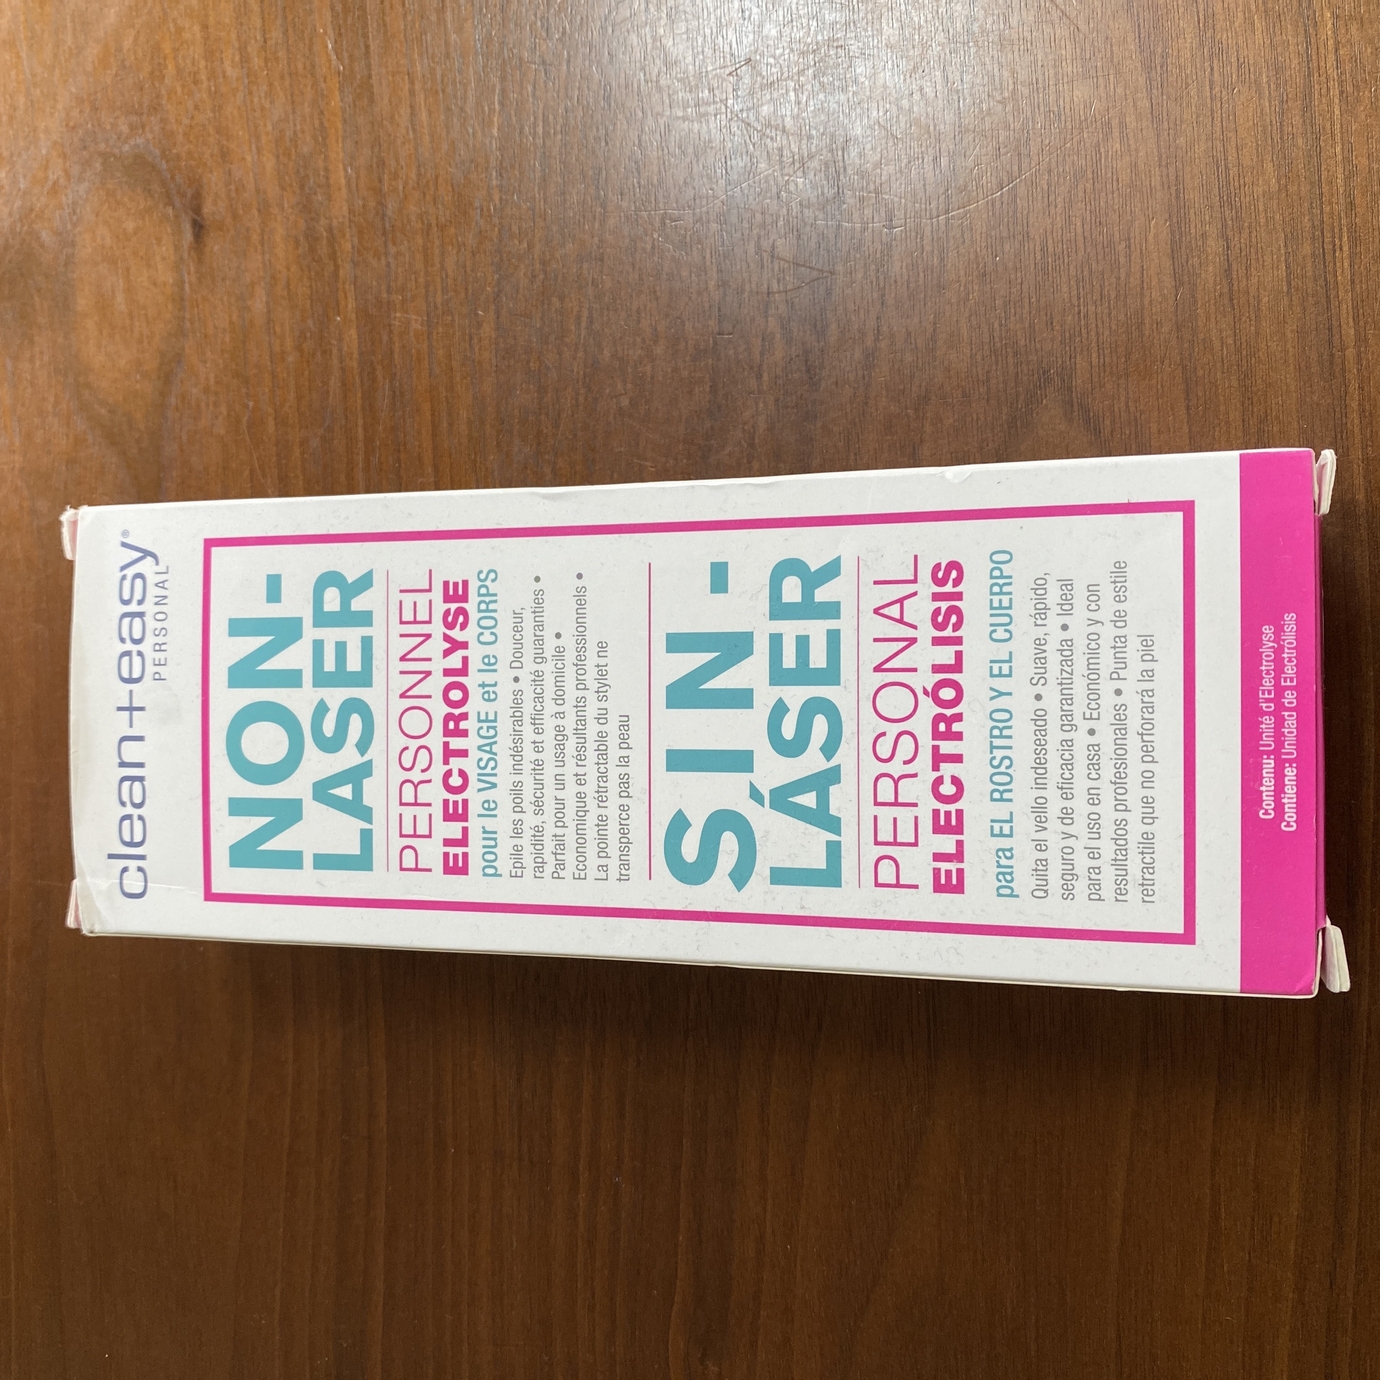 clean+easy®
PERSONAL
NON-
LASER
PERSONNEL
ELECTROLYSE
pour le VISAGE et le CORPS
Epile les poils indésirables • Douceur,
rapidité, sécurité et efficacité guaranties •
Parfait pour un usage à domicile •
Economique et résultants professionnels •
La pointe rétractable du stylet ne
transperce pas la peau
SIN-
LÁSER
PERSONAL
ELECTRÓLISIS
para EL ROSTRO Y EL CUERPO
Quita el vello indeseado • Suave, rápido,
seguro y de eficacia garantizada • Ideal
para el uso en casa • Económico y con
resultados profesionales • Punta de estile
retractile que no perforará la piel
Contenu: Unité d'Electrolyse
Contiene: Unidad de Electrólisis